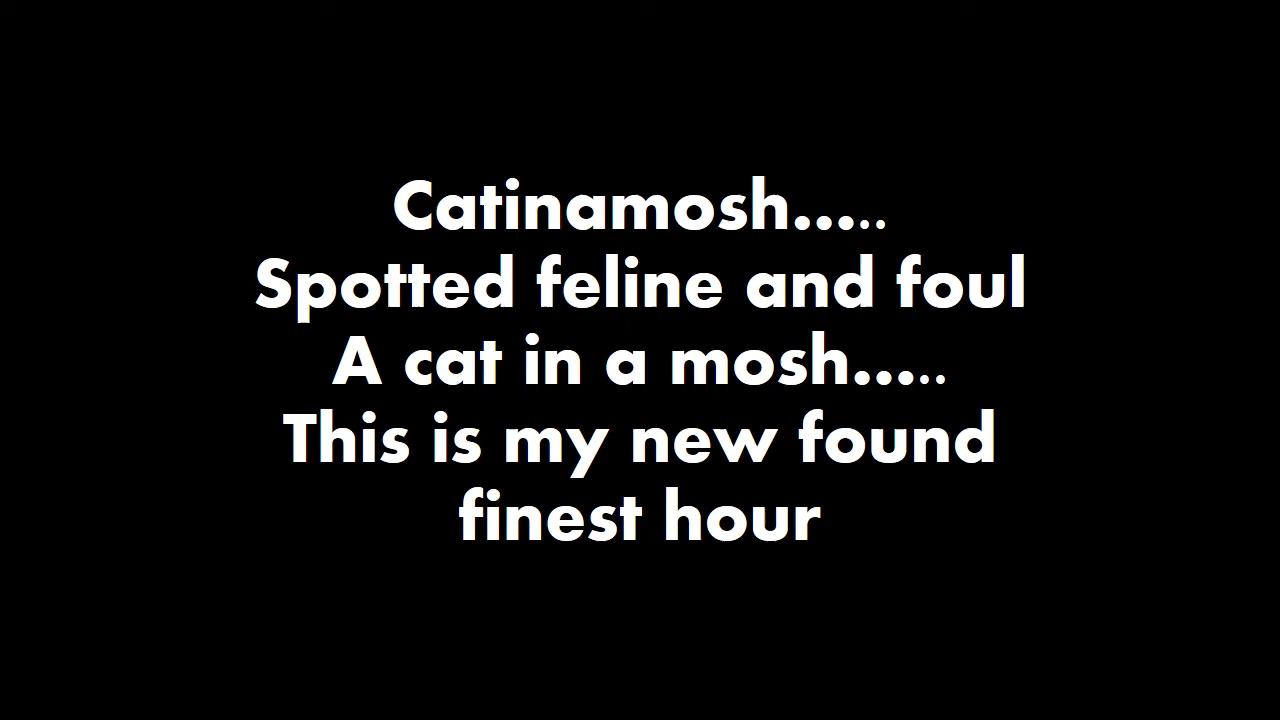 Catinamosh.....
Spotted feline and foul
A cat in a mosh.....
This is my new found
finest hour